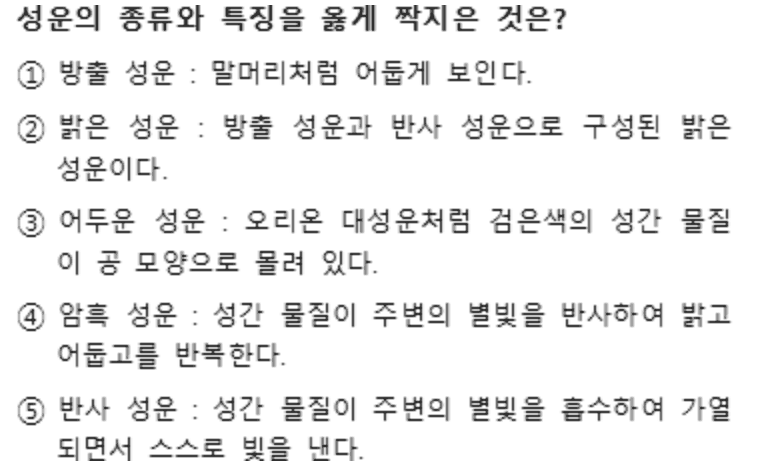 성운의 종류와 특징을 옳게 짝지은 것은?
① 방출 성운 : 말머리처럼 어둡게 보인다.
② 밝은 성운 : 방출 성운과 반사 성운으로 구성된 밝은
성운이다.
③ 어두운 성운 : 오리온 대성운처럼 검은색의 성간 물질
이 공 모양으로 몰려 있다.
④ 암흑 성운 : 성간 물질이 주변의 별빛을 반사하여 밝고
어둡고를 반복한다.
⑤ 반사 성운 : 성간 물질이 주변의 별빛을 흡수하여 가열
되면서 스스로 빛을 낸다.